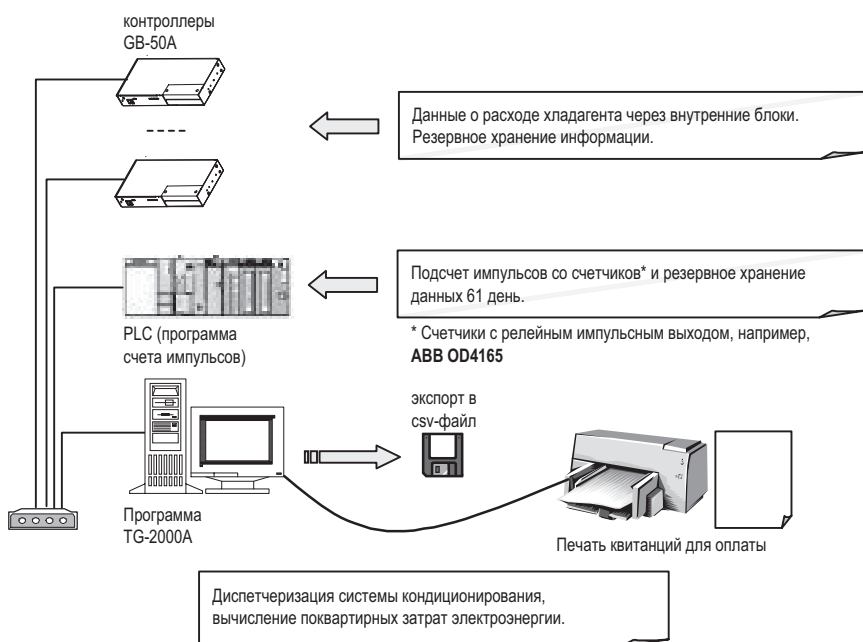 контроллеры
GB-50A
Данные о расходе хладагента через внутренние блоки.
Резервное хранение информации.
Подсчет импульсов со счетчиков* и резервное хранение
данных 61 день.
PLC (программа
счета импульсов)
* Счетчики с релейным импульсным выходом, например,
ABB OD4165
экспорт в
csv-файл
Программа
TG-2000A
Печать квитанций для оплаты
Диспетчеризация системы кондиционирования,
вычисление поквартирных затрат электроэнергии.